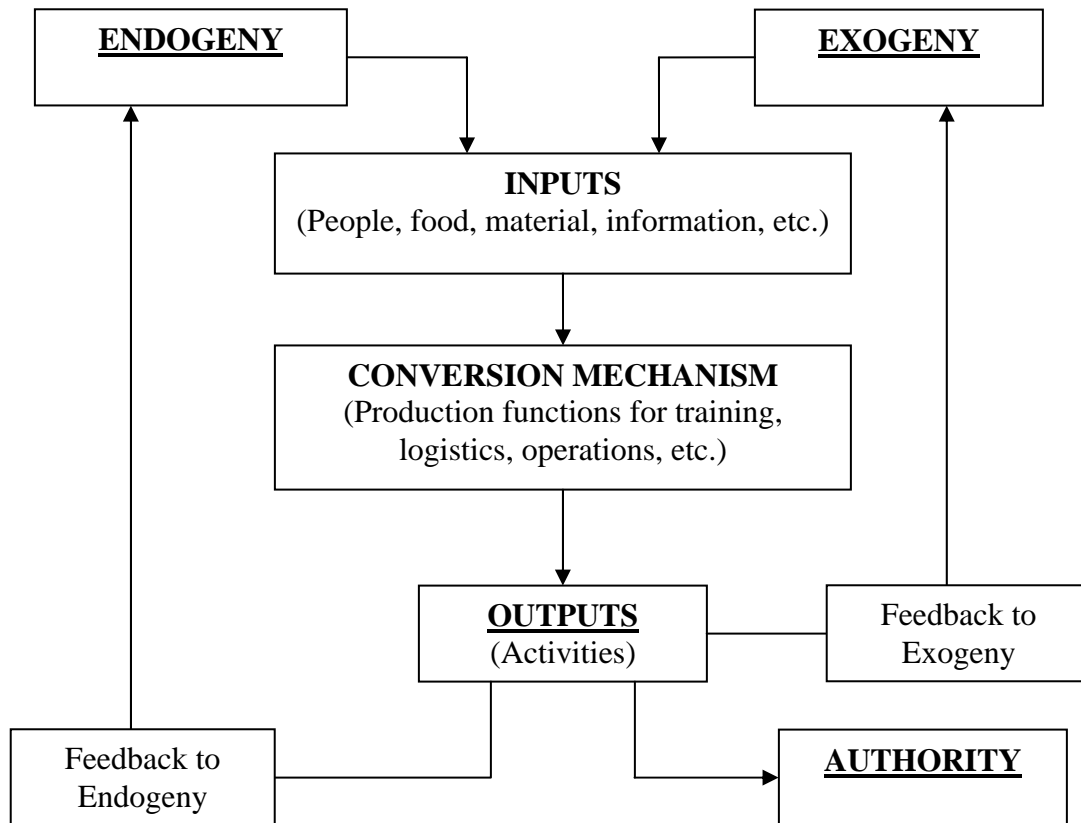 ENDOGENY
EXOGENY
INPUTS
(People, food, material, information, etc.)
CONVERSION MECHANISM
(Production functions for training,
logistics, operations, etc.)
OUTPUTS
(Activities)
Feedback to
Exogeny
Feedback to
Endogeny
AUTHORITY